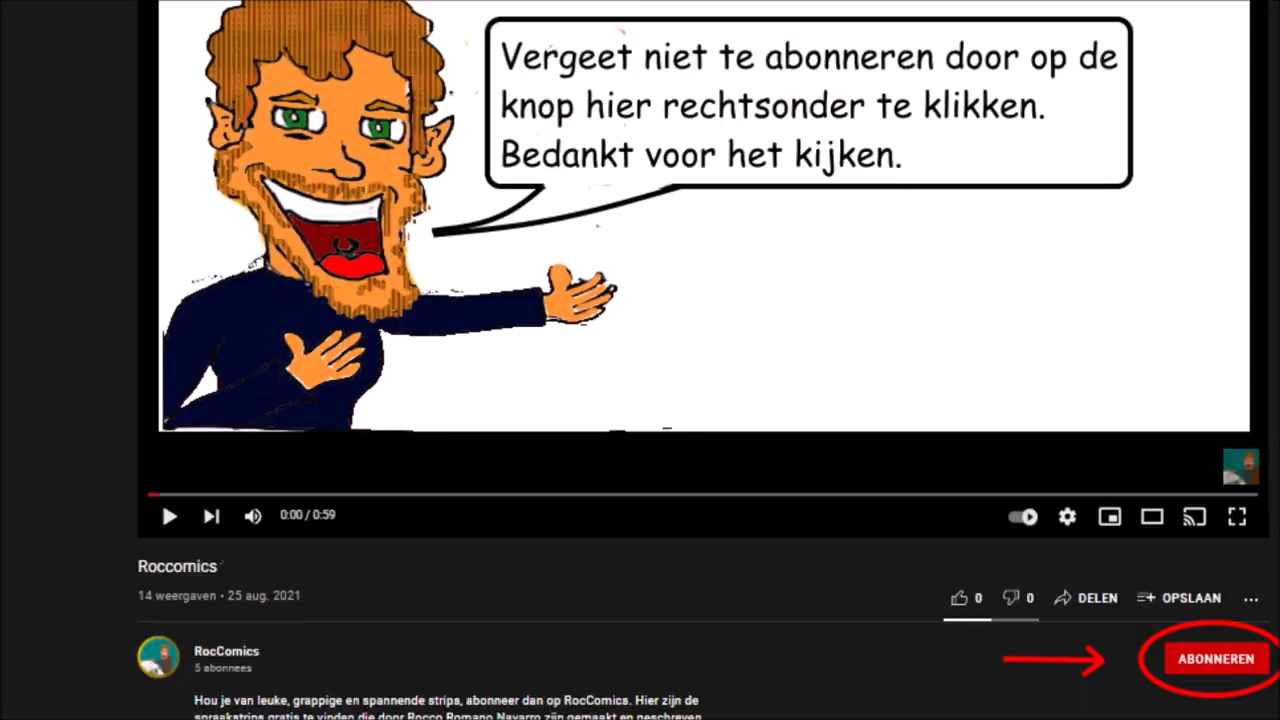 Vergeet niet te abonneren door op de
knop hier rechtsonder te klikken.
Bedankt voor het kijken.
0:00 / 0:59
Roccomics
14 weergaven • 25 aug. 2021
0 0 DELEN OPSLAAN ...
RocComics
5 abonnees
ABONNEREN
Hou je van leuke, grappige en spannende strips, abonneer dan op RocComics. Hier zijn de
spraakstrips gratis te vinden die door Rocco Romano Navarro zijn gemaakt en geschreven